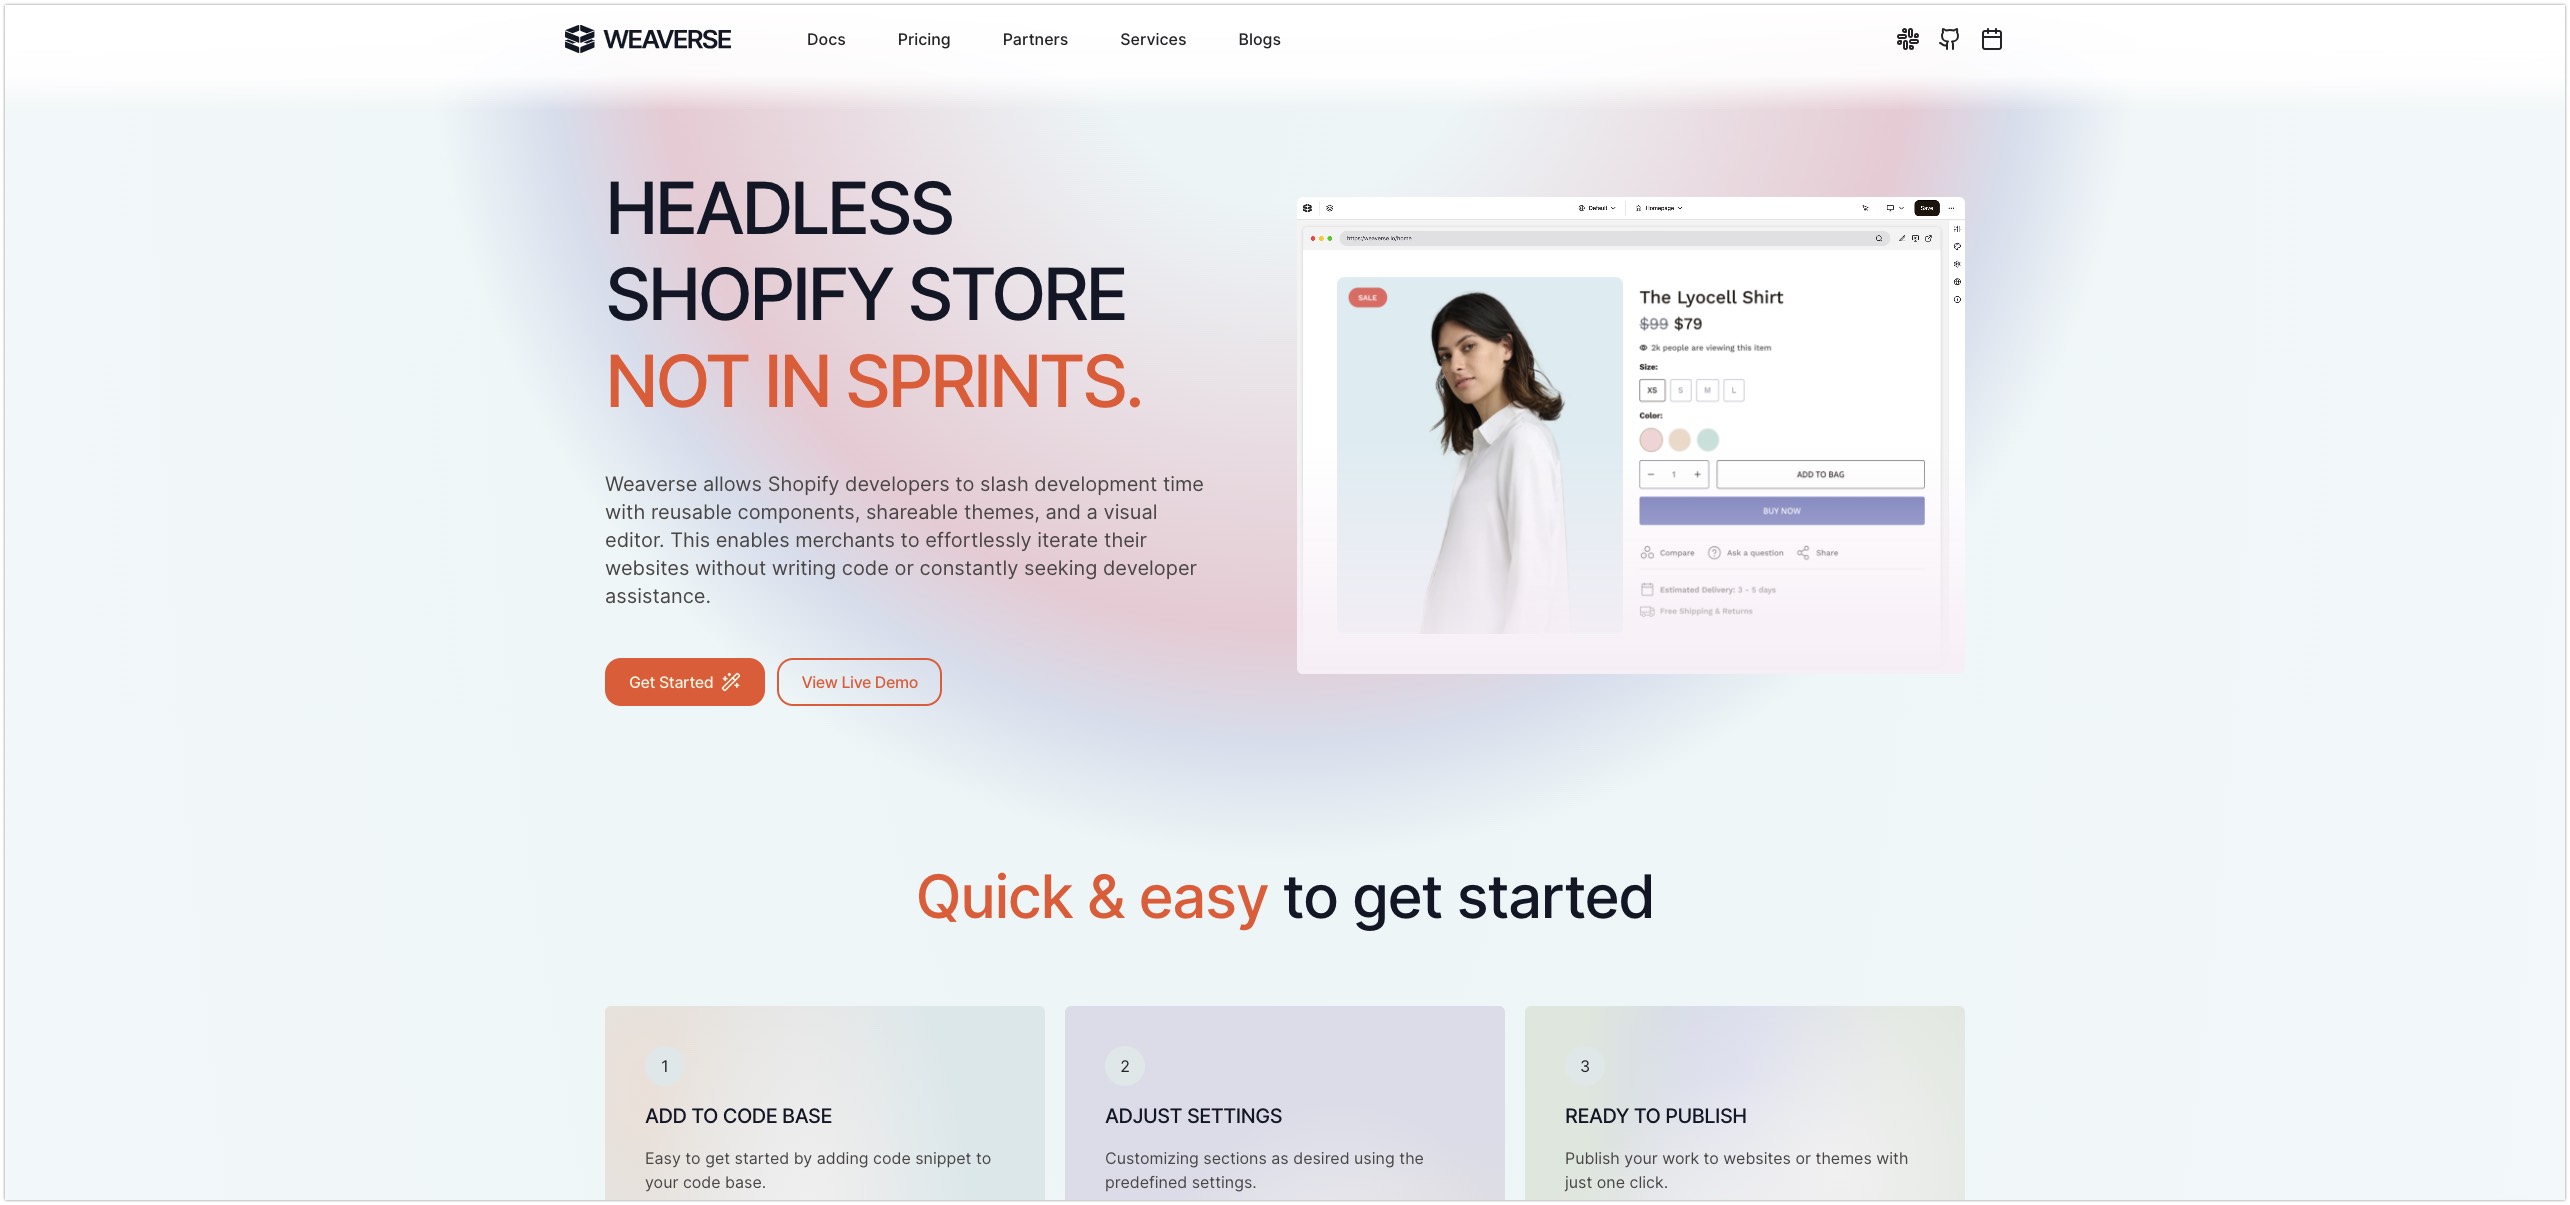 WEAVERSE
Docs
Pricing
Partners
Services
Blogs
HEADLESS
SHOPIFY STORE
NOT IN SPRINTS.
Weaverse allows Shopify developers to slash development time
with reusable components, shareable themes, and a visual
editor. This enables merchants to effortlessly iterate their
websites without writing code or constantly seeking developer
assistance.
Get Started
View Live Demo
Default
Homepage
Save
https://weaverse.io/home
SALE
The Lyocell Shirt
$99 $79
2k people are viewing this item
Size:
XS S M L
Color:
− 1 +
ADD TO BAG
BUY NOW
Compare
Ask a question
Share
Estimated Delivery: 3 - 5 days
Free Shipping & Returns
Quick & easy to get started
1
ADD TO CODE BASE
Easy to get started by adding code snippet to
your code base.
2
ADJUST SETTINGS
Customizing sections as desired using the
predefined settings.
3
READY TO PUBLISH
Publish your work to websites or themes with
just one click.